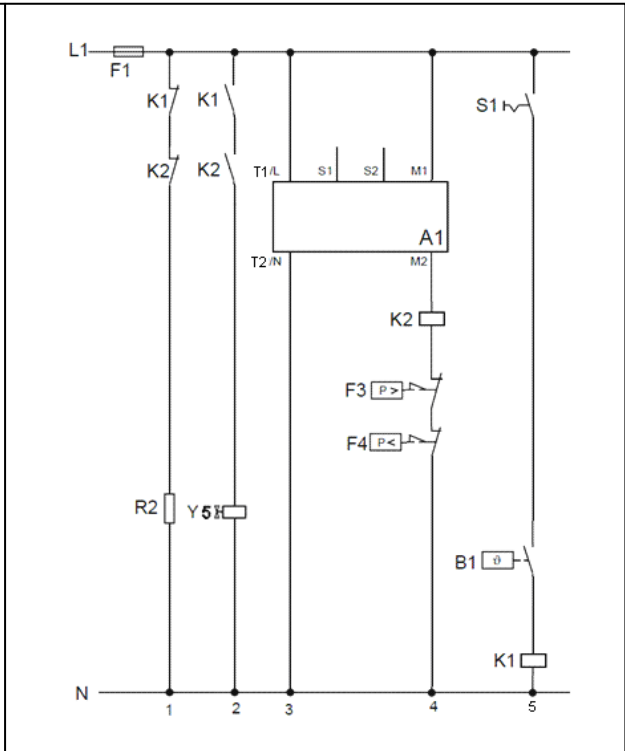 L1
F1
K1 K1 S1
K2 K2 T1/L S1 S2 M1
A1
T2/N M2
K2
F3 P >
F4 P <
R2 Y 5
B1 ϑ
K1
N
1 2 3 4 5